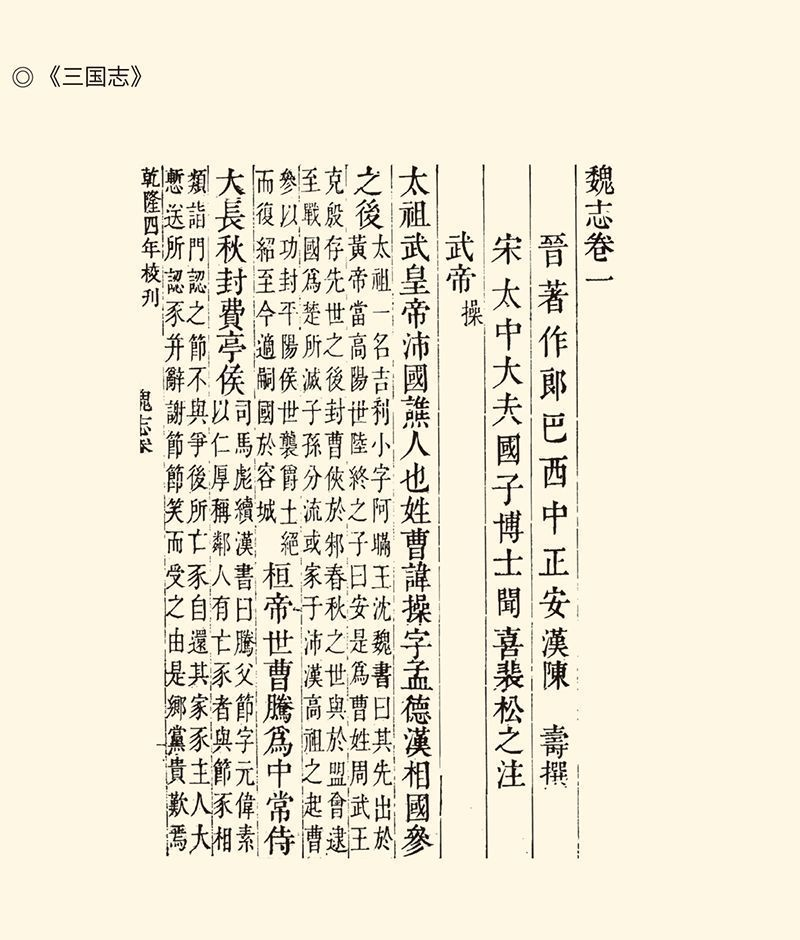 ◎《三国志》
魏志卷一
晉著作郎巴西中正安漢陳 壽撰
宋太中大夫國子博士聞喜裴松之注
武帝 操
太祖武皇帝沛國譙人也姓曹諱操字孟德漢相國參
之後 太祖一名吉利小字阿瞞王沈魏書曰其先出於
黃帝當高陽世陸終之子曰安是爲曹姓周武王
克殷存先世之後封曹俠於邾春秋之世與於盟會逮
至戰國爲楚所滅子孫分流或家于沛漢高祖之起曹
參以功封平陽侯世襲爵土絕
而復紹至今適嗣國於容城
桓帝世曹騰爲中常侍
大長秋封費亭侯 司馬彪續漢書曰騰父節字元偉素
以仁厚稱鄰人有亡豕者與節豕相
類詣門認之節不與爭後所亡豕自還其家豕主人大
慙送所認豕并辭謝節節笑而受之由是鄉黨貴歎焉
乾隆四年校刊
魏志卷